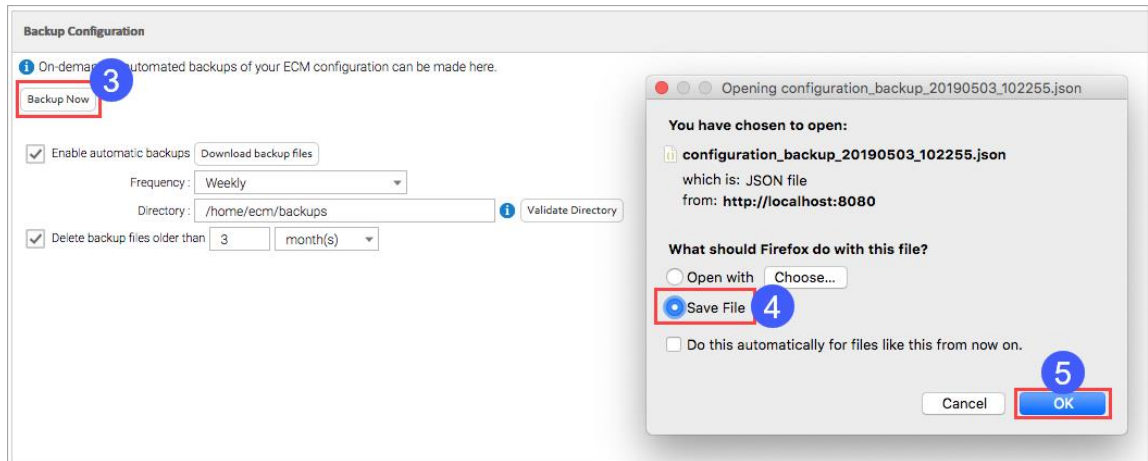 Backup Configuration
On-demand automated backups of your ECM configuration can be made here.
3
Backup Now
Enable automatic backups Download backup files
Frequency : Weekly
Directory : /home/ecm/backups Validate Directory
Delete backup files older than 3 month(s)
Opening configuration_backup_20190503_102255.json
You have chosen to open:
configuration_backup_20190503_102255.json
which is: JSON file
from: http://localhost:8080
What should Firefox do with this file?
Open with Choose...
Save File 4
Do this automatically for files like this from now on.
5
Cancel OK